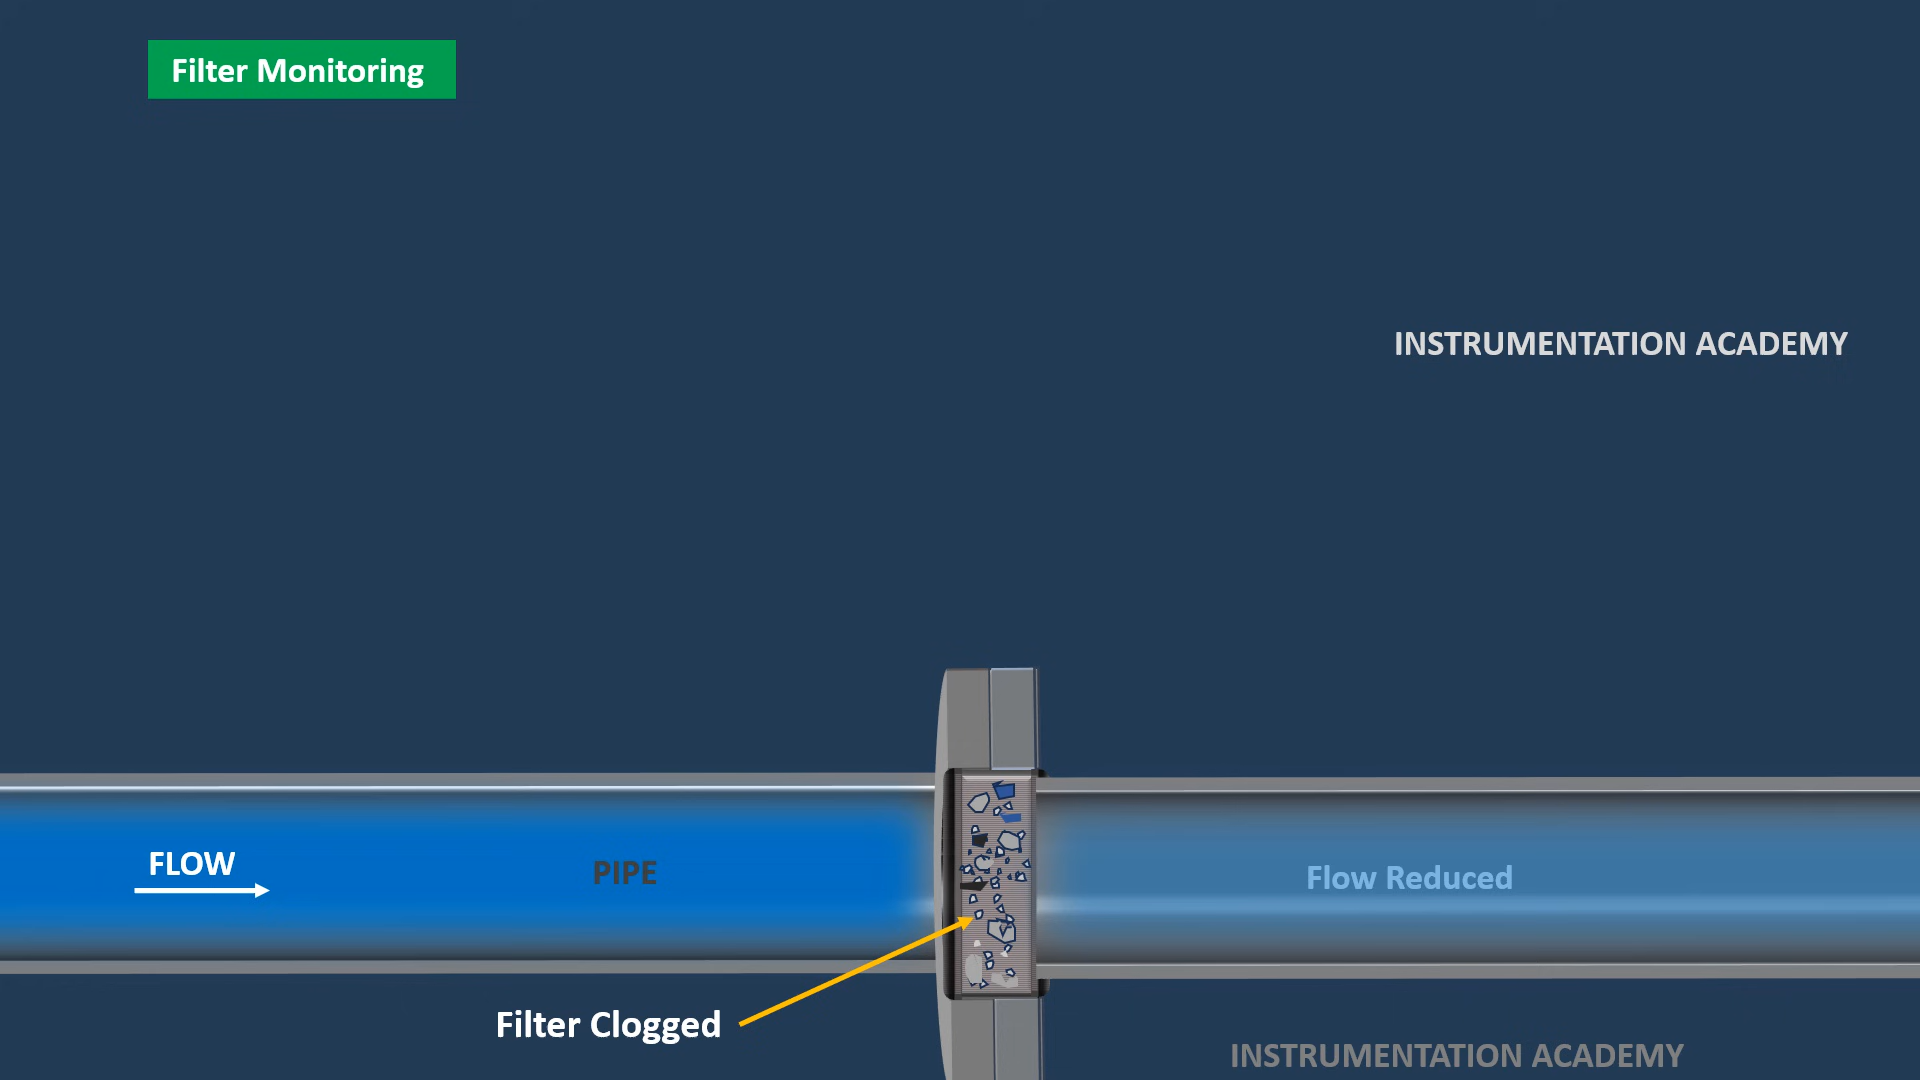 Filter Monitoring
INSTRUMENTATION ACADEMY
FLOW
PIPE
Flow Reduced
Filter Clogged
INSTRUMENTATION ACADEMY